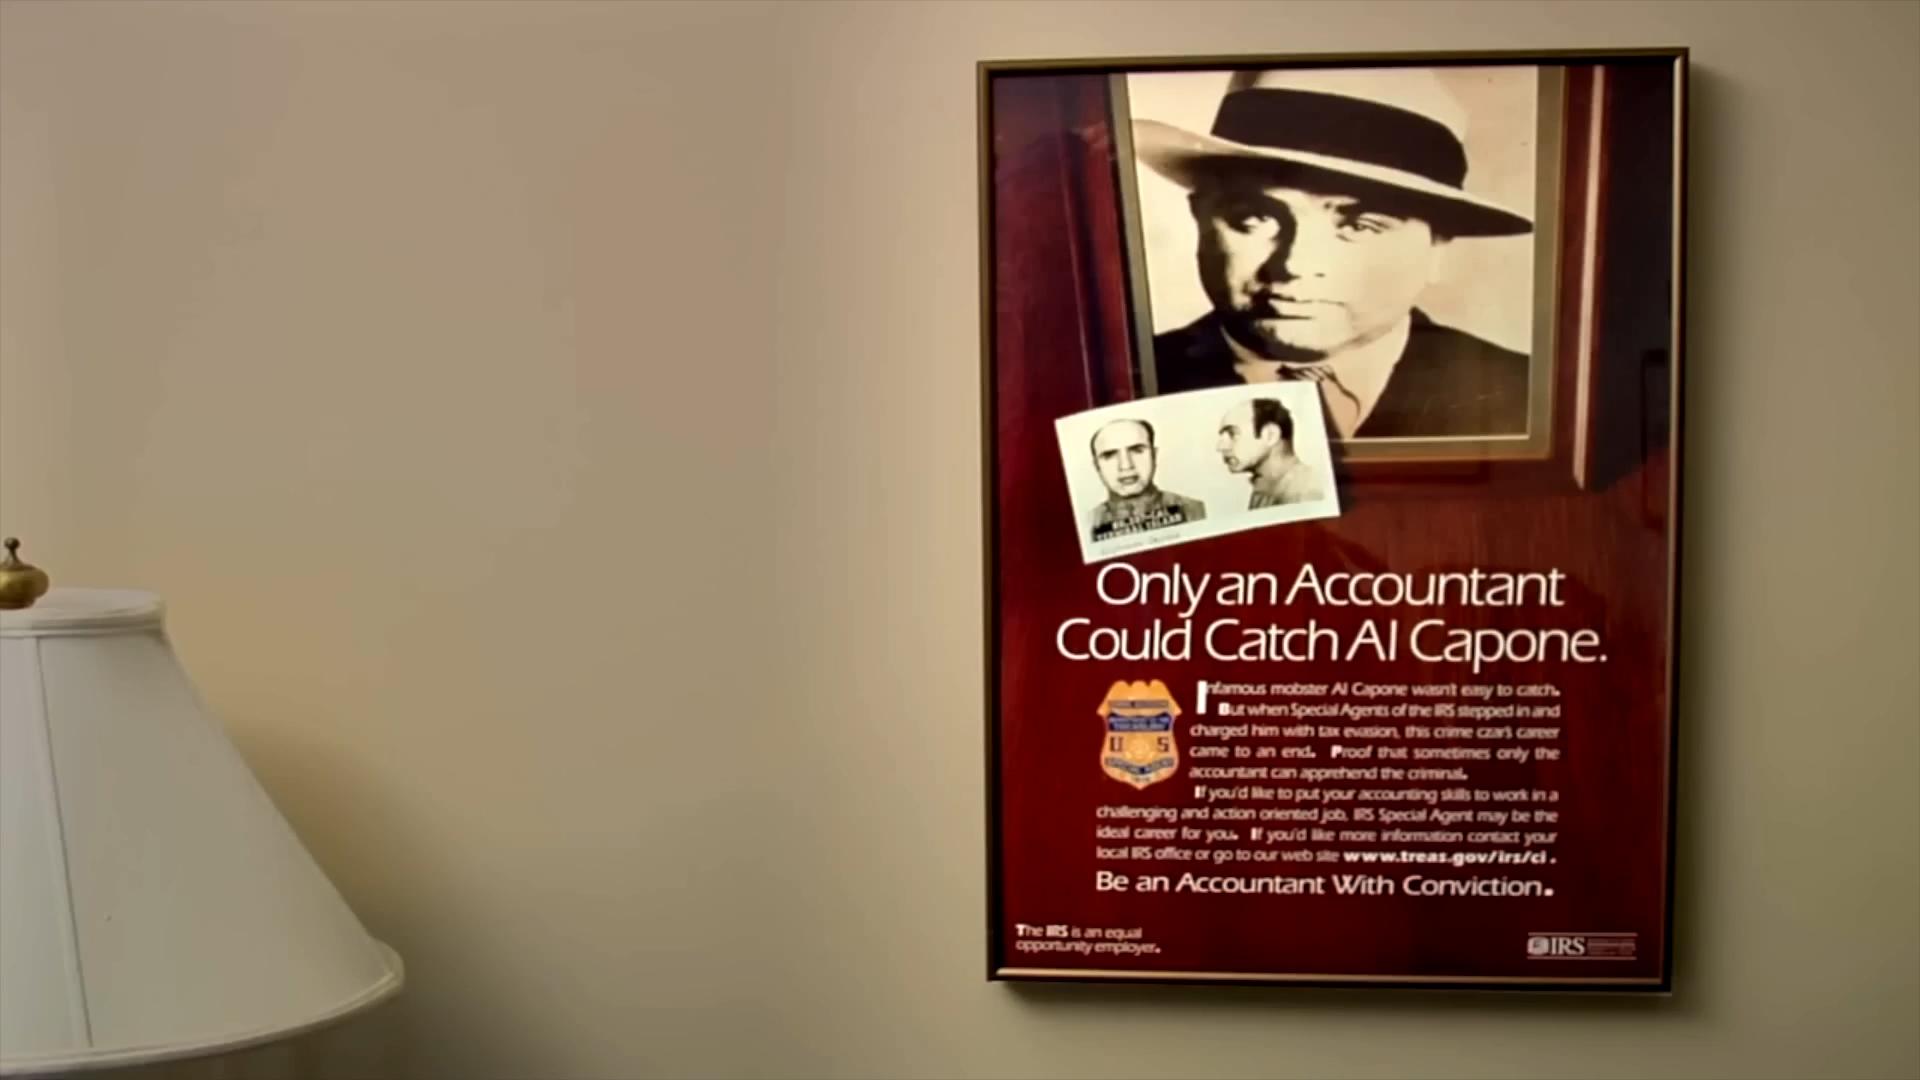 Only an Accountant
Could Catch Al Capone.
Infamous mobster Al Capone wasn't easy to catch.
But when Special Agents of the IRS stepped in and
charged him with tax evasion, this crime czar's career
came to an end. Proof that sometimes only the
accountant can apprehend the criminal.
If you'd like to put your accounting skills to work in a
challenging and action oriented job, IRS Special Agent may be the
ideal career for you. If you'd like more information contact your
local IRS office or go to our web site www.treas.gov/irs/ci.
Be an Accountant With Conviction.
U S
SPECIAL AGENT
The IRS is an equal
opportunity employer.
IRS